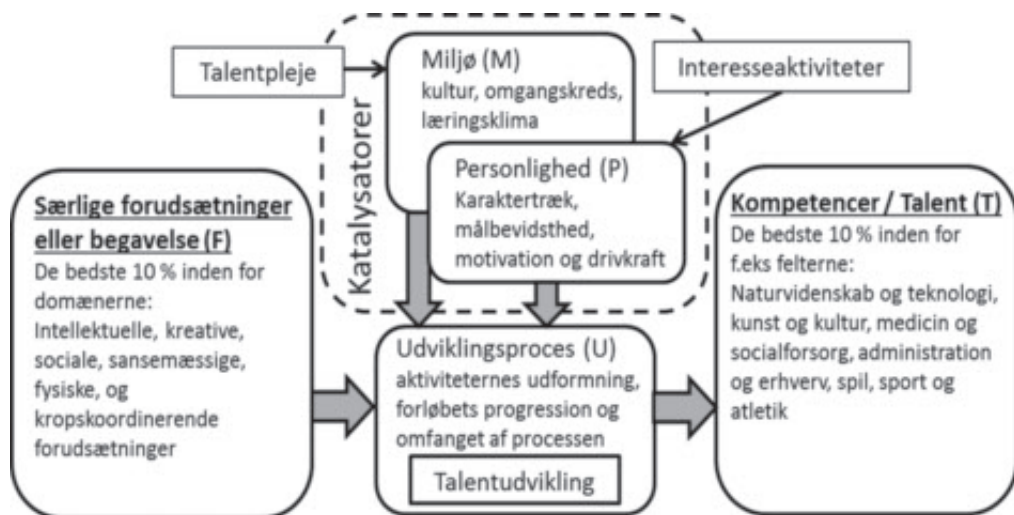 Talentpleje
Miljø (M)
kultur, omgangskreds,
læringsklima
Interesseaktiviteter
Katalysatorer
Personlighed (P)
Karaktertræk,
målbevidsthed,
motivation og drivkraft
Særlige forudsætninger
eller begavelse (F)
De bedste 10 % inden for
domænerne:
Intellektuelle, kreative,
sociale, sansemæssige,
fysiske, og
kropskoordinerende
forudsætninger
Udviklingsproces (U)
aktiviteternes udformning,
forløbets progression og
omfanget af processen
Talentudvikling
Kompetencer / Talent (T)
De bedste 10 % inden for
f.eks felterne:
Naturvidenskab og teknologi,
kunst og kultur, medicin og
socialforsorg, administration
og erhverv, spil, sport og
atletik